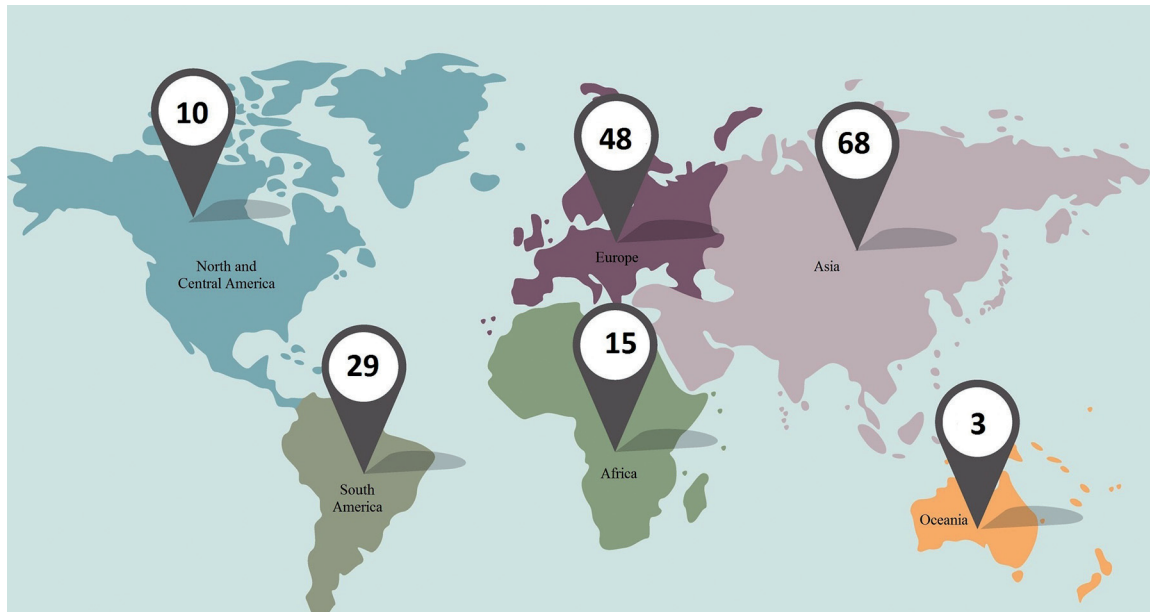 10
48
68
North and
Central America
Europe
Asia
29
15
3
South
America
Africa
Oceania